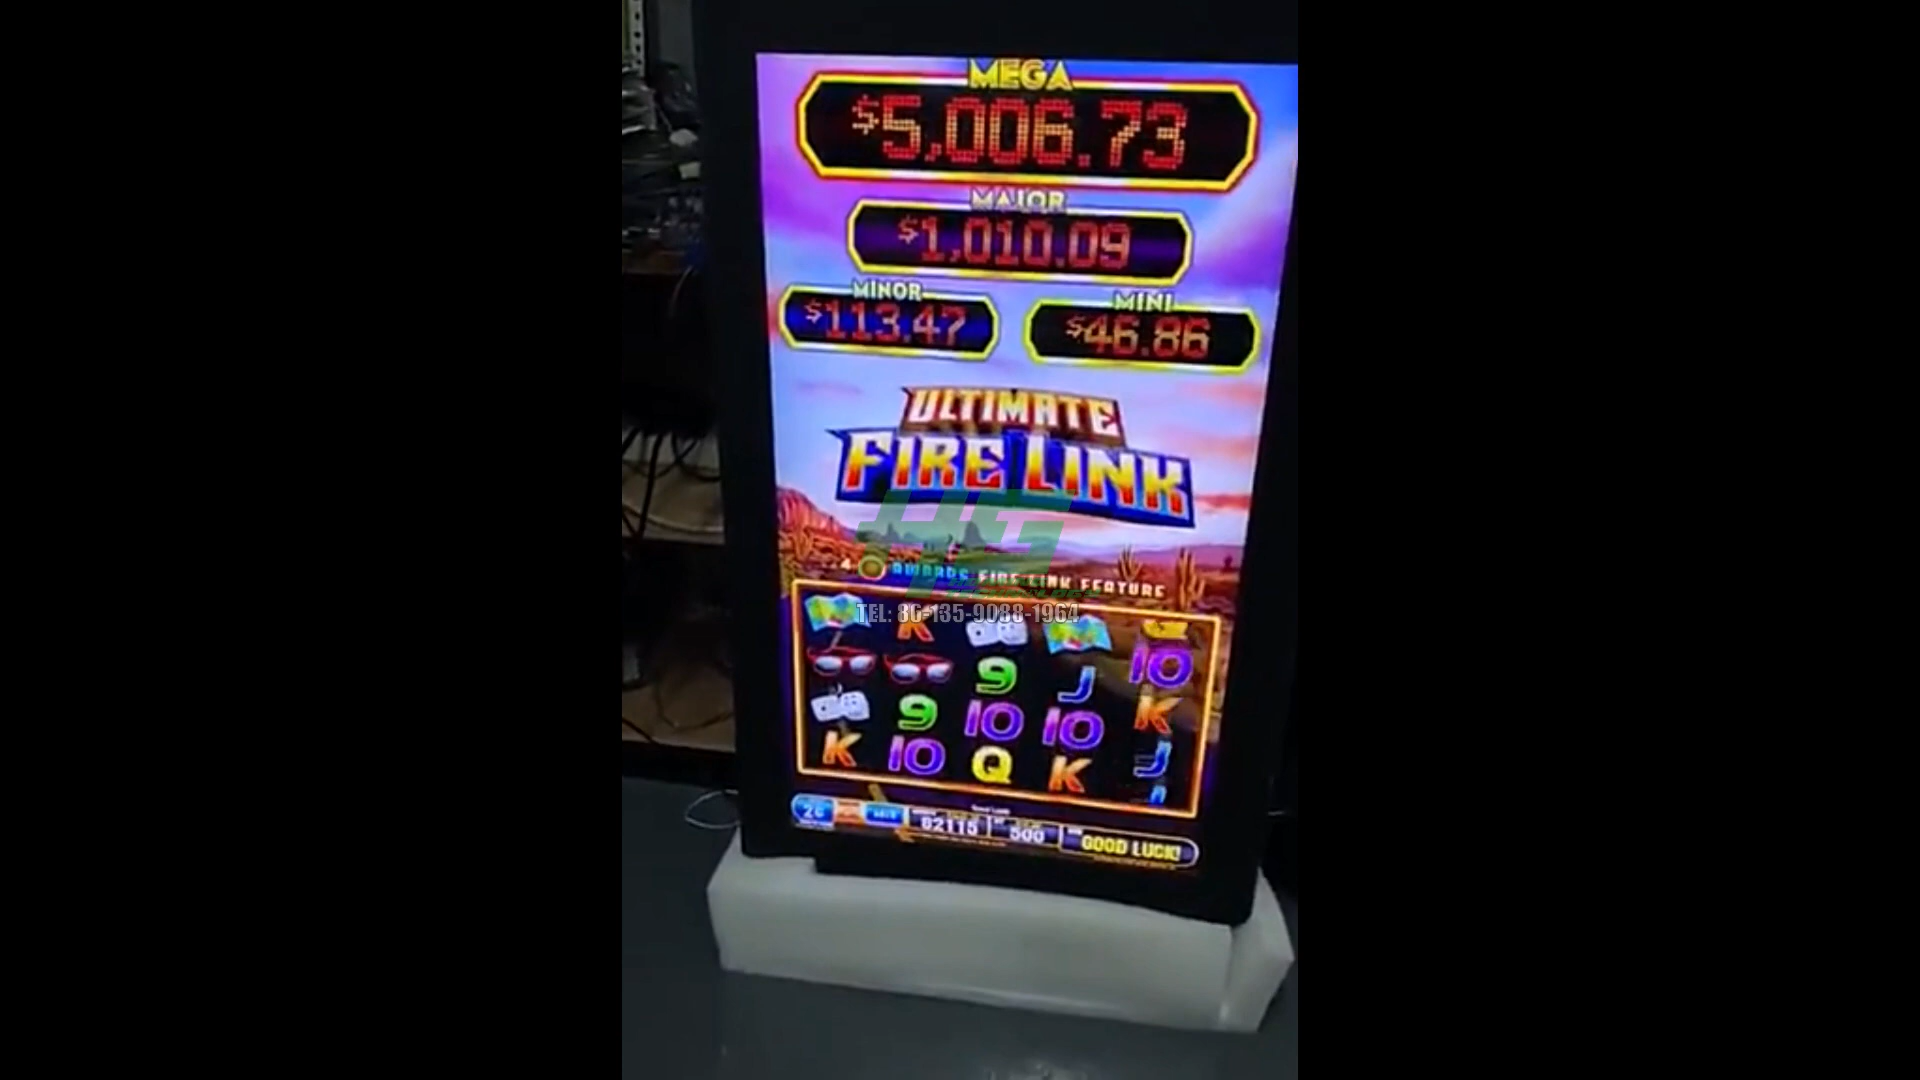 MEGA
$5,006.73
MAJOR
$1,010.09
MINOR
$113.47
MINI
$46.86
ULTIMATE
FIRE LINK
4 AWARDS FIRE LINK FEATURE
TEL: 86-135-9088-1964
K Q
9 J 10
9 10 10 K
K 10 Q K J
82115 500 GOOD LUCK!